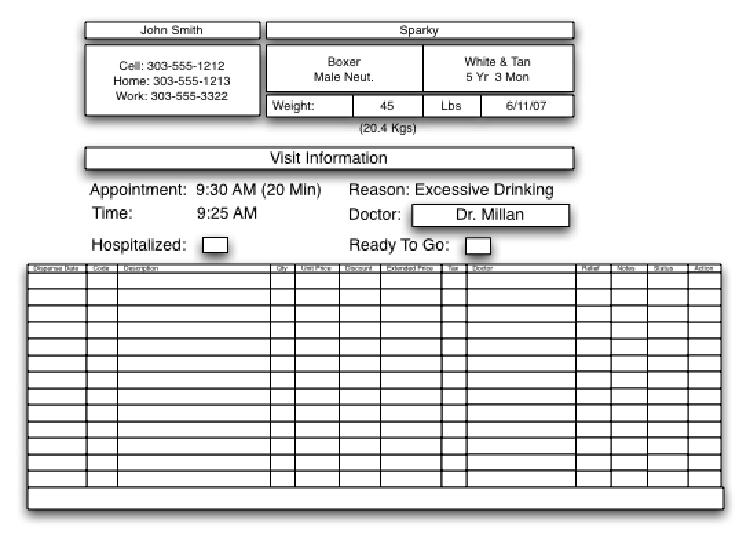 John Smith
Sparky
Cell: 303-555-1212
Home: 303-555-1213
Work: 303-555-3322
Boxer
Male Neut.
White & Tan
5 Yr 3 Mon
Weight: 45 Lbs 6/11/07
(20.4 Kgs)
Visit Information
Appointment: 9:30 AM (20 Min) Reason: Excessive Drinking
Time: 9:25 AM Doctor: Dr. Millan
Hospitalized: Ready To Go:
Dispense Date Code Description Qty Unit Price Discount Extended Price Tax Doctor Relief Notes Status Action